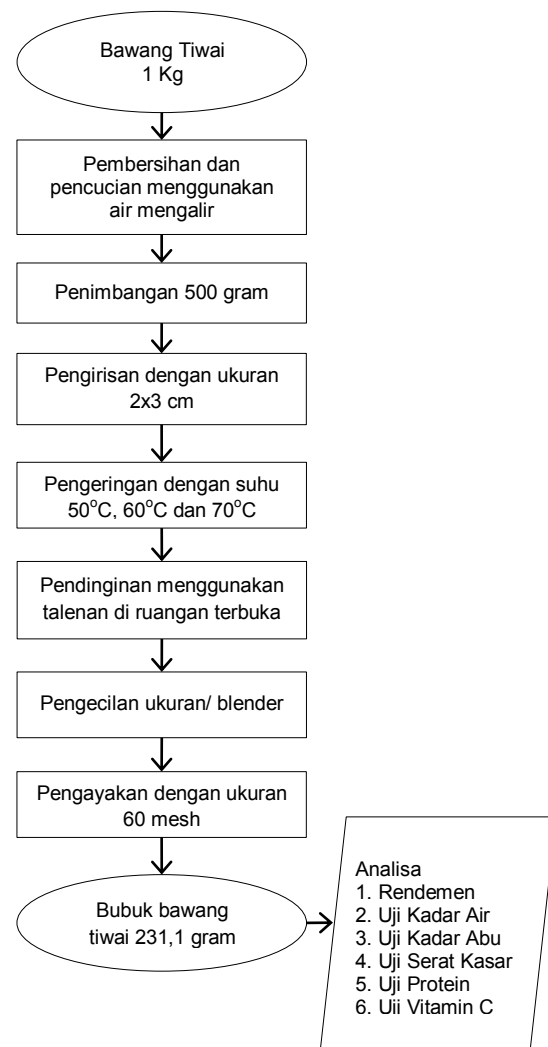 Bawang Tiwai
1 Kg
Pembersihan dan
pencucian menggunakan
air mengalir
Penimbangan 500 gram
Pengirisan dengan ukuran
2x3 cm
Pengeringan dengan suhu
50°C, 60°C dan 70°C
Pendinginan menggunakan
talenan di ruangan terbuka
Pengecilan ukuran/ blender
Pengayakan dengan ukuran
60 mesh
Bubuk bawang
tiwai 231,1 gram
Analisa
1. Rendemen
2. Uji Kadar Air
3. Uji Kadar Abu
4. Uji Serat Kasar
5. Uji Protein
6. Uji Vitamin C